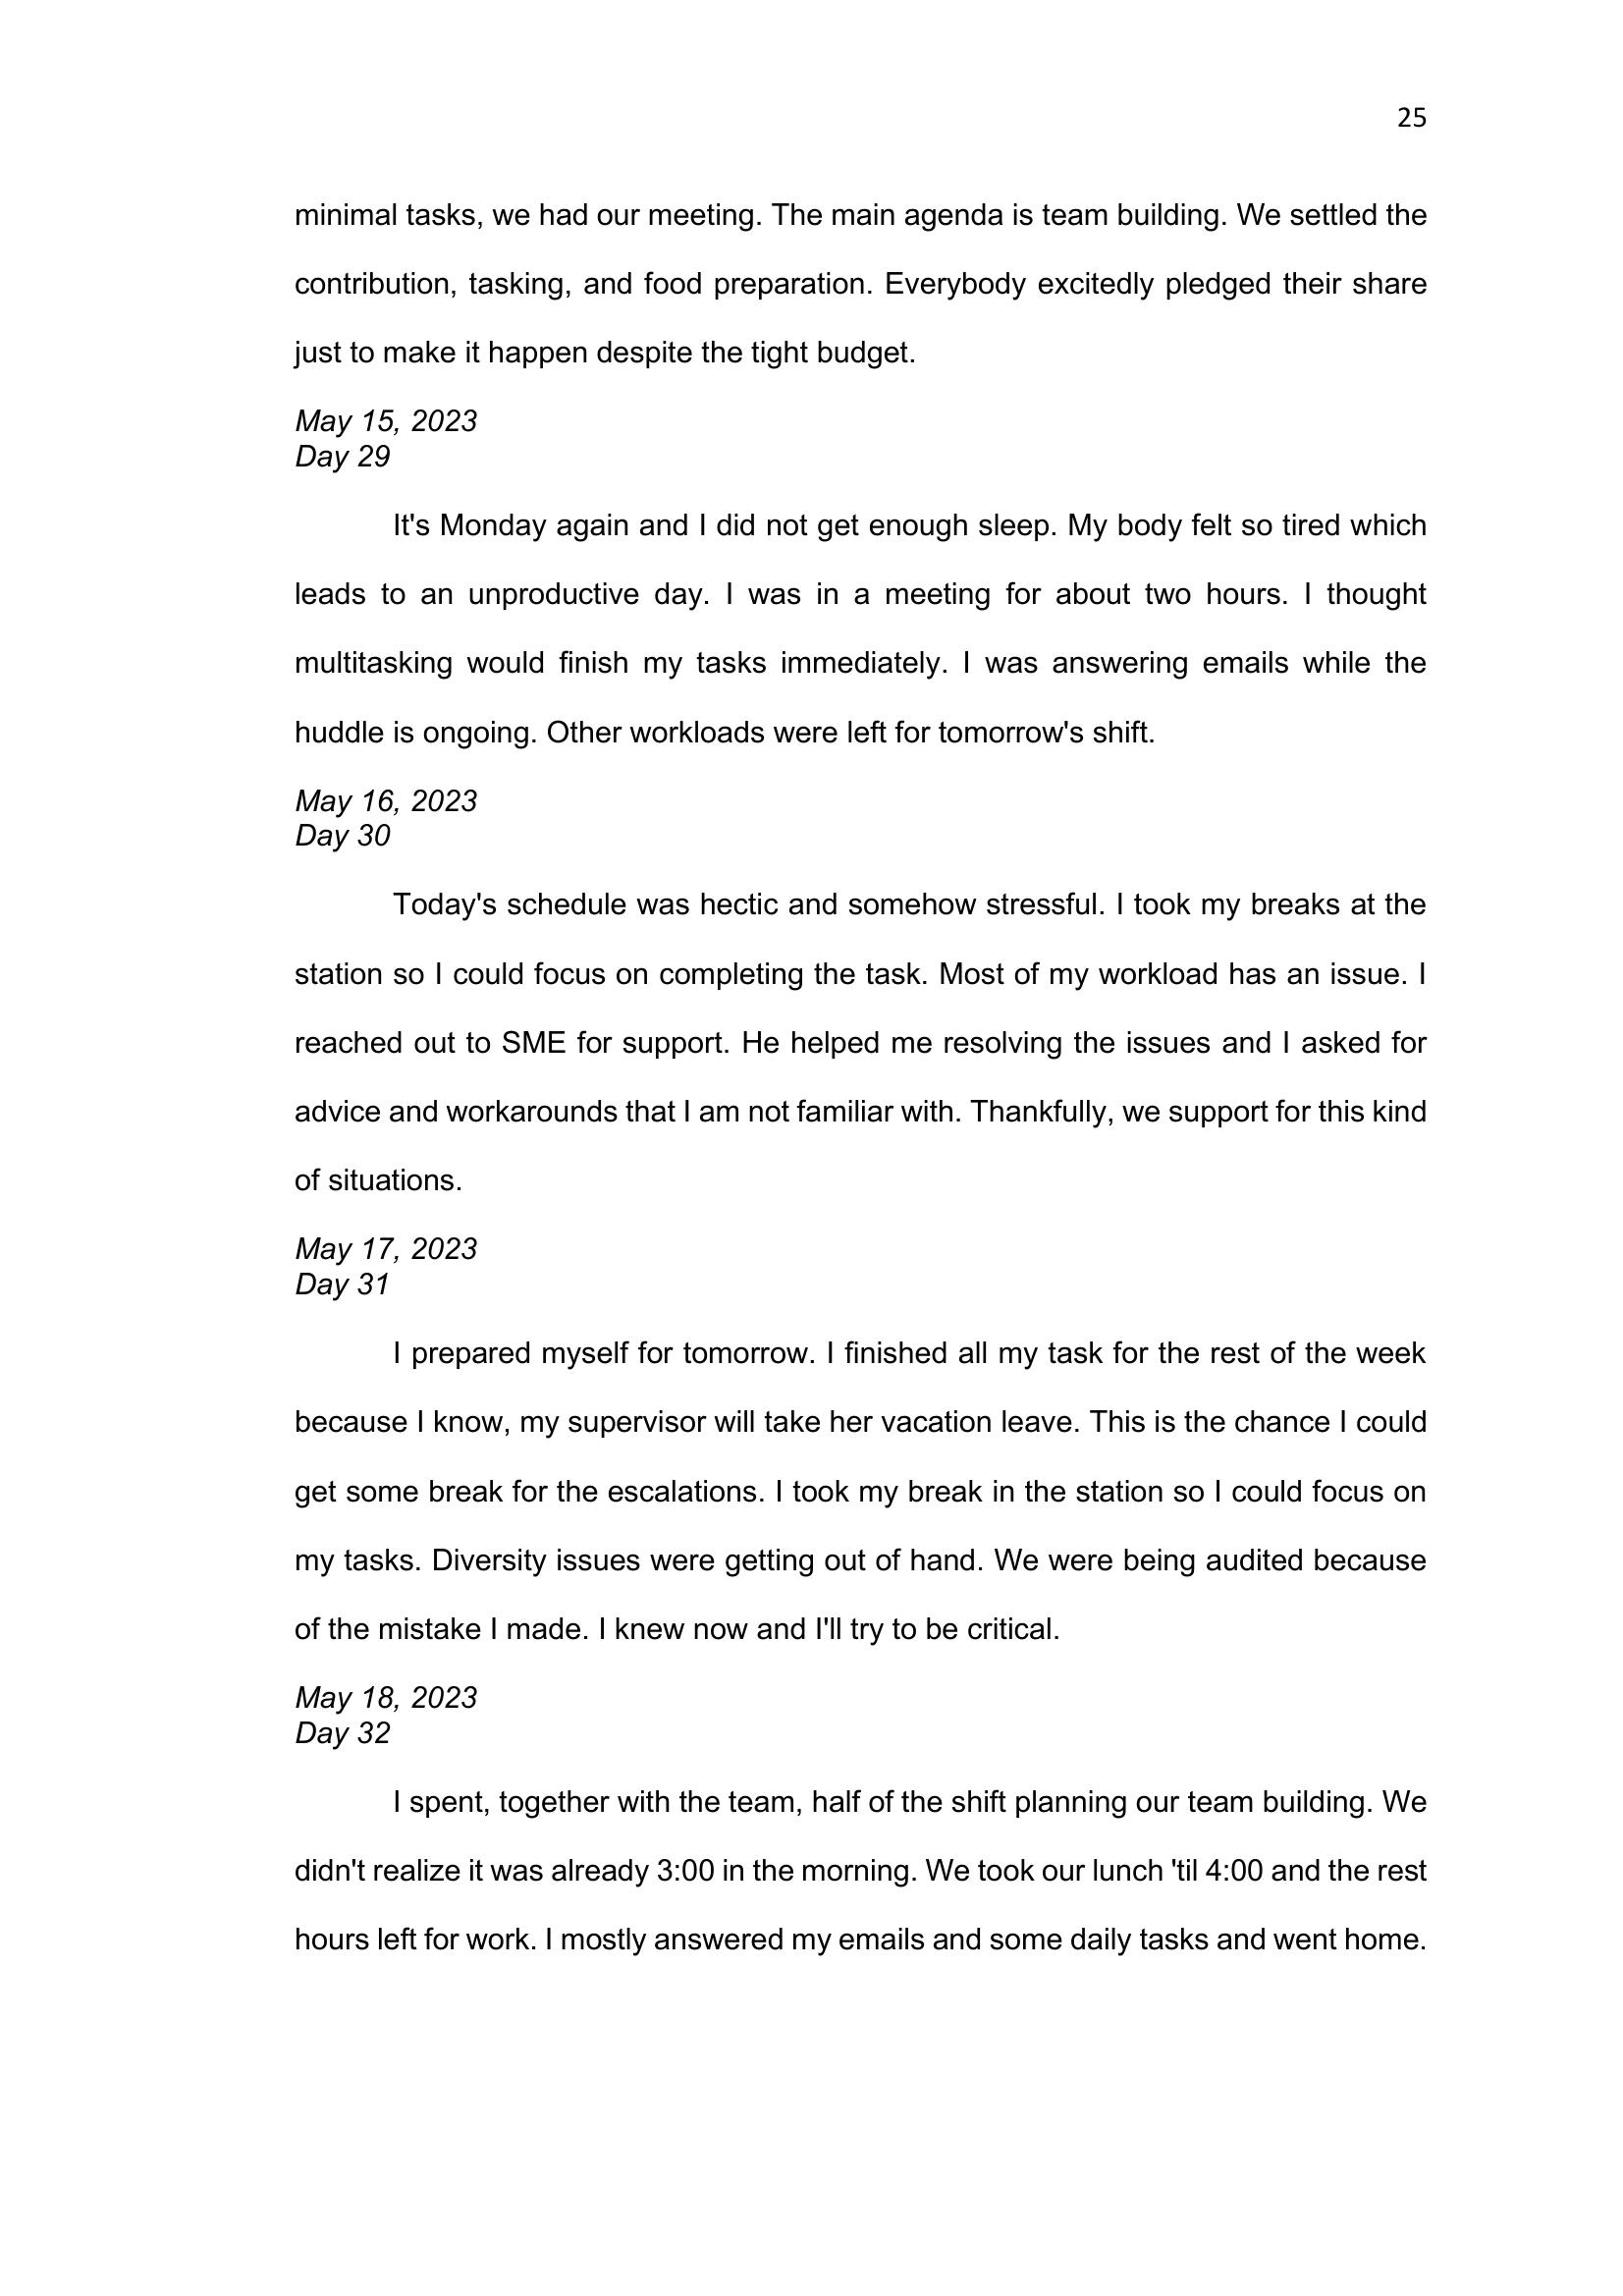 25
minimal tasks, we had our meeting. The main agenda is team building. We settled the
contribution, tasking, and food preparation. Everybody excitedly pledged their share
just to make it happen despite the tight budget.
May 15, 2023
Day 29
It's Monday again and I did not get enough sleep. My body felt so tired which
leads to an unproductive day. I was in a meeting for about two hours. I thought
multitasking would finish my tasks immediately. I was answering emails while the
huddle is ongoing. Other workloads were left for tomorrow's shift.
May 16, 2023
Day 30
Today's schedule was hectic and somehow stressful. I took my breaks at the
station so I could focus on completing the task. Most of my workload has an issue. I
reached out to SME for support. He helped me resolving the issues and I asked for
advice and workarounds that I am not familiar with. Thankfully, we support for this kind
of situations.
May 17, 2023
Day 31
I prepared myself for tomorrow. I finished all my task for the rest of the week
because I know, my supervisor will take her vacation leave. This is the chance I could
get some break for the escalations. I took my break in the station so I could focus on
my tasks. Diversity issues were getting out of hand. We were being audited because
of the mistake I made. I knew now and I'll try to be critical.
May 18, 2023
Day 32
I spent, together with the team, half of the shift planning our team building. We
didn't realize it was already 3:00 in the morning. We took our lunch 'til 4:00 and the rest
hours left for work. I mostly answered my emails and some daily tasks and went home.